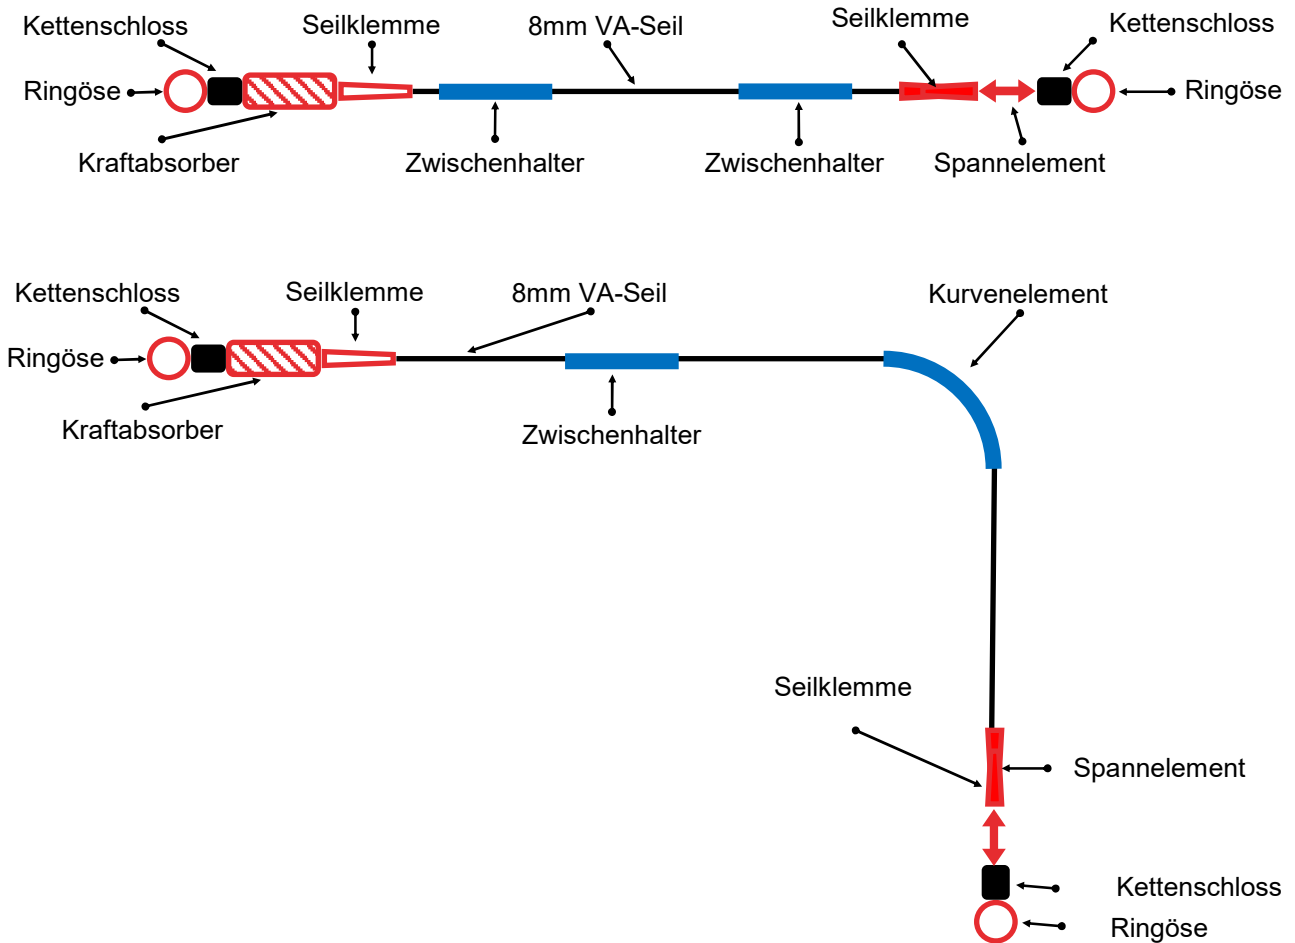 Kettenschloss
Seilklemme
8mm VA-Seil
Seilklemme
Kettenschloss
Ringöse
Ringöse
Kraftabsorber
Zwischenhalter
Zwischenhalter
Spannelement
Kettenschloss
Seilklemme
8mm VA-Seil
Kurvenelement
Ringöse
Kraftabsorber
Zwischenhalter
Seilklemme
Spannelement
Kettenschloss
Ringöse